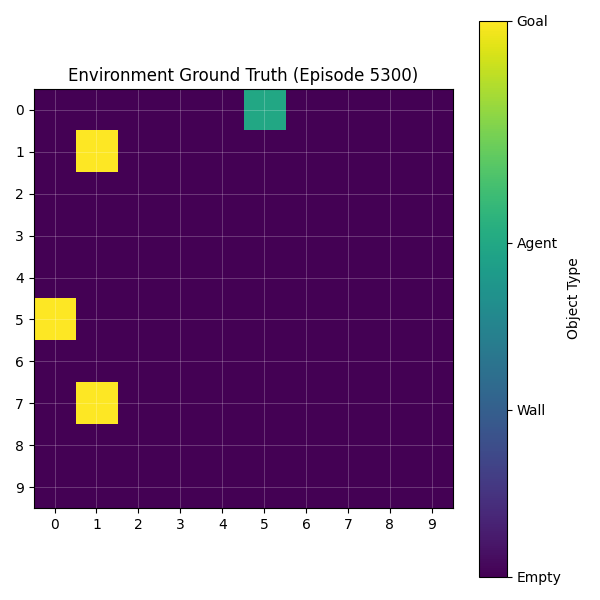 Environment Ground Truth (Episode 5300)
0
1
2
3
4
5
6
7
8
9
0 1 2 3 4 5 6 7 8 9
Goal
Agent
Wall
Empty
Object Type